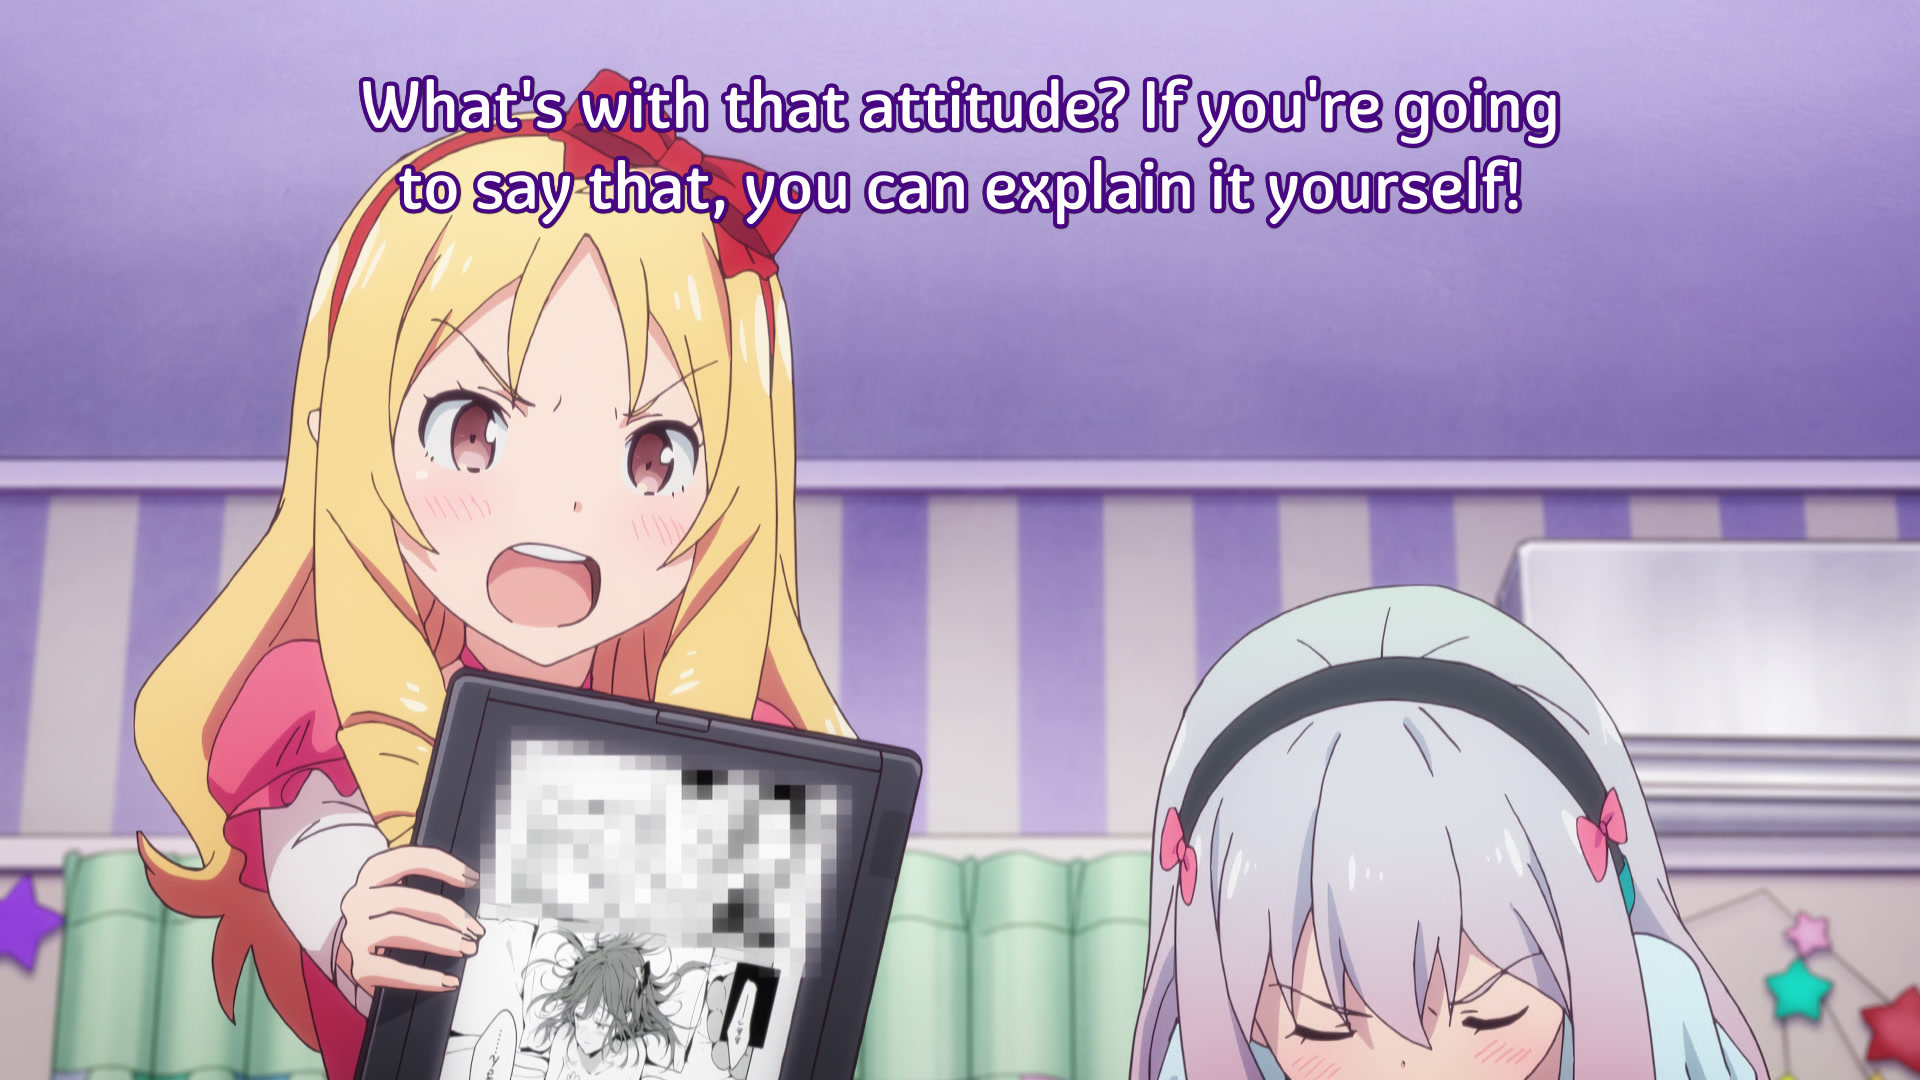 What's with that attitude? If you're going
to say that, you can explain it yourself!